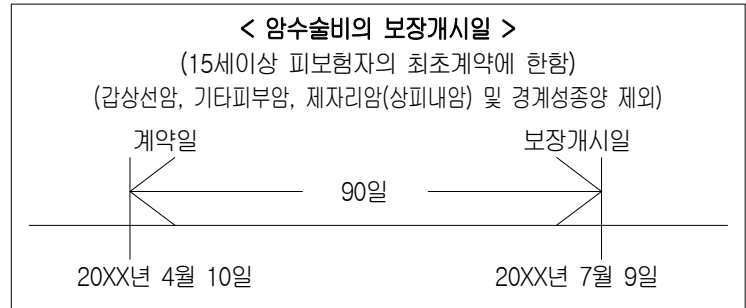 < 암수술비의 보장개시일 >
(15세이상 피보험자의 최초계약에 한함)
(갑상선암, 기타피부암, 제자리암(상피내암) 및 경계성종양 제외)
계약일 보장개시일
90일
20XX년 4월 10일 20XX년 7월 9일